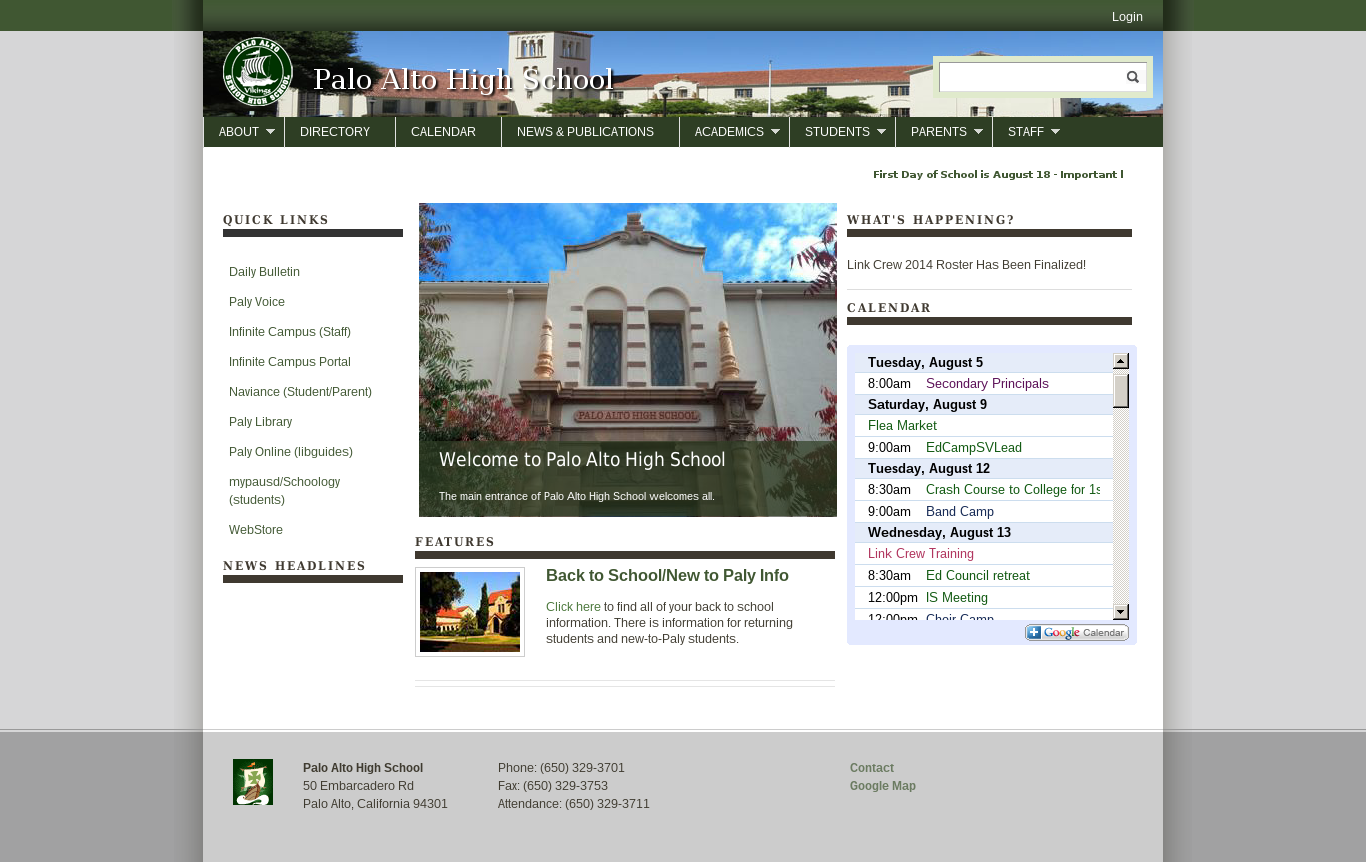 Login
PALO ALTO
SENIOR HIGH SCHOOL
Vikings
Palo Alto High School
ABOUT
DIRECTORY
CALENDAR
NEWS & PUBLICATIONS
ACADEMICS
STUDENTS
PARENTS
STAFF
First Day of School is August 18 - Important
QUICK LINKS
Daily Bulletin
Paly Voice
Infinite Campus (Staff)
Infinite Campus Portal
Naviance (Student/Parent)
Paly Library
Paly Online (libguides)
mypausd/Schoology
(students)
WebStore
NEWS HEADLINES
PALO ALTO HIGH SCHOOL
Welcome to Palo Alto High School
The main entrance of Palo Alto High School welcomes all.
FEATURES
Back to School/New to Paly Info
Click here to find all of your back to school
information. There is information for returning
students and new-to-Paly students.
WHAT'S HAPPENING?
Link Crew 2014 Roster Has Been Finalized!
CALENDAR
Tuesday, August 5
8:00am Secondary Principals
Saturday, August 9
Flea Market
9:00am EdCampSVLead
Tuesday, August 12
8:30am Crash Course to College for 1s
9:00am Band Camp
Wednesday, August 13
Link Crew Training
8:30am Ed Council retreat
12:00pm IS Meeting
12:00pm Choir Camp
Google Calendar
Palo Alto High School
50 Embarcadero Rd
Palo Alto, California 94301
Phone: (650) 329-3701
Fax: (650) 329-3753
Attendance: (650) 329-3711
Contact
Google Map